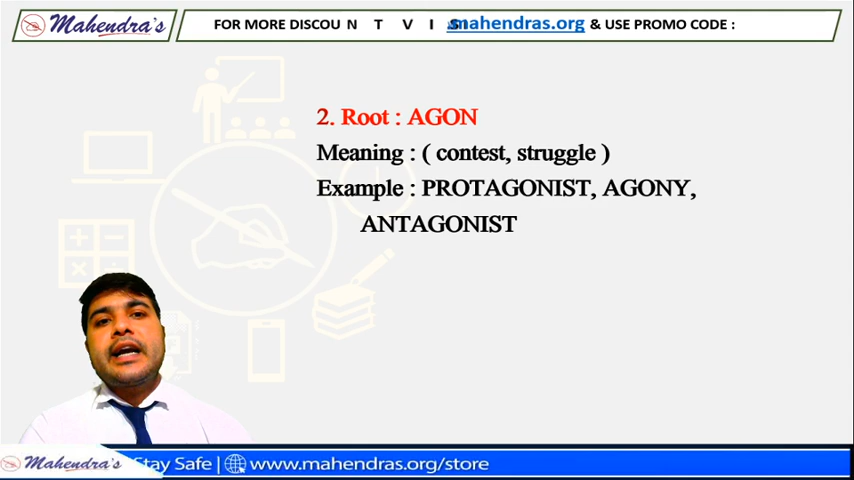 Mahendra's
FOR MORE DISCOU N T V I SI mahendras.org & USE PROMO CODE :
2. Root : AGON
Meaning : ( contest, struggle )
Example : PROTAGONIST, AGONY,
ANTAGONIST
Mahendra's Stay Safe | www.mahendras.org/store